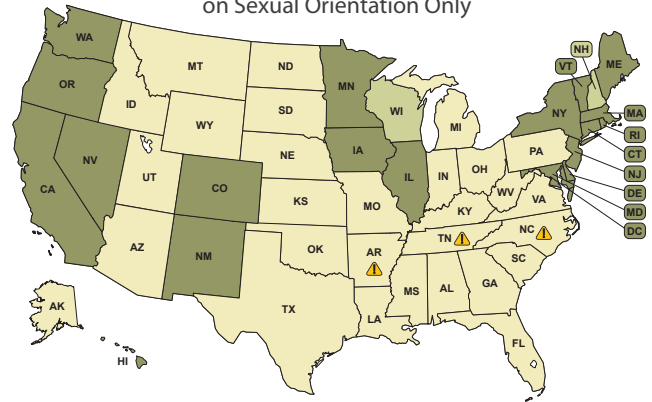 on Sexual Orientation Only
WA
MT
ND
MN
NH
VT
ME
OR
ID
SD
WI
NY
MA
WY
MI
RI
NE
IA
PA
CT
NV
UT
IL
IN
OH
NJ
CA
CO
KS
MO
WV
VA
DE
KY
MD
AZ
NM
OK
AR
TN
NC
DC
SC
MS
AL
GA
TX
LA
AK
FL
HI
!
!
!